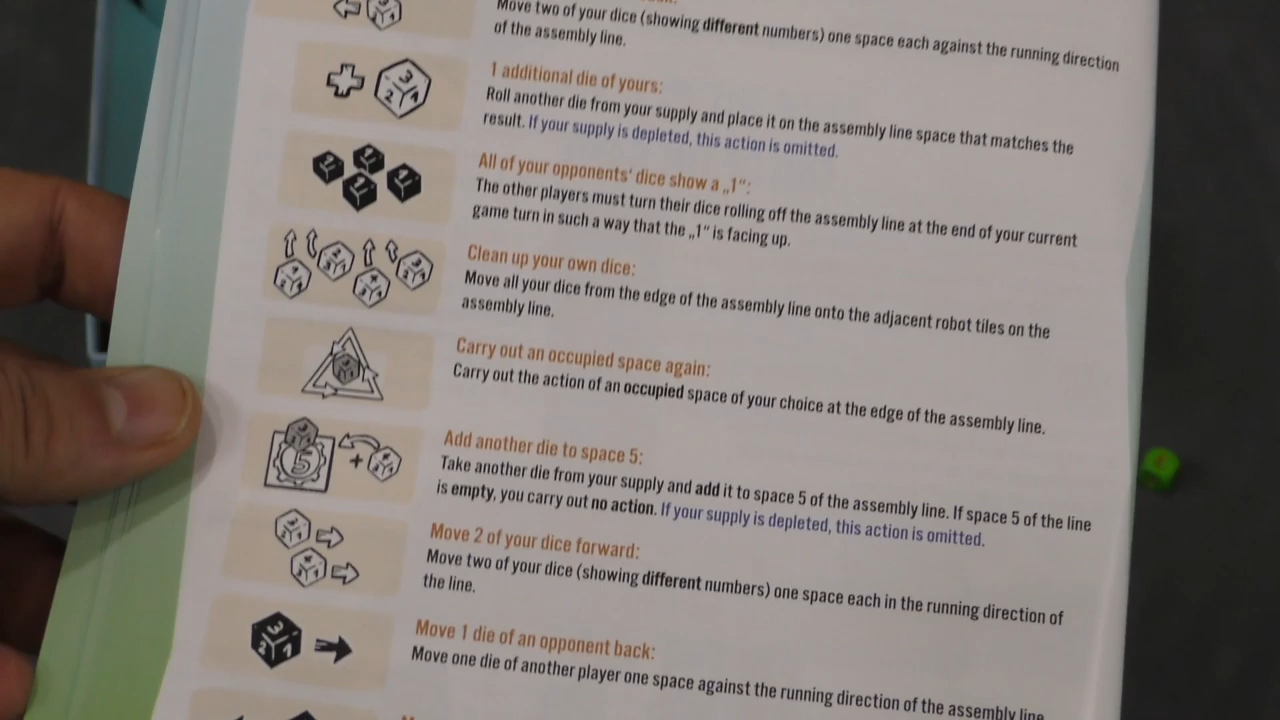 Move two of your dice (showing different numbers) one space each against the running direction
of the assembly line.
1 additional die of yours:
Roll another die from your supply and place it on the assembly line space that matches the
result. If your supply is depleted, this action is omitted.
All of your opponents' dice show a „1“:
The other players must turn their dice rolling off the assembly line at the end of your current
game turn in such a way that the „1“ is facing up.
Clean up your own dice:
Move all your dice from the edge of the assembly line onto the adjacent robot tiles on the
assembly line.
Carry out an occupied space again:
Carry out the action of an occupied space of your choice at the edge of the assembly line.
5
Add another die to space 5:
Take another die from your supply and add it to space 5 of the assembly line. If space 5 of the line
is empty, you carry out no action. If your supply is depleted, this action is omitted.
Move 2 of your dice forward:
Move two of your dice (showing different numbers) one space each in the running direction of
the line.
3
2 1
Move 1 die of an opponent back:
Move one die of another player one space against the running direction of the assembly line